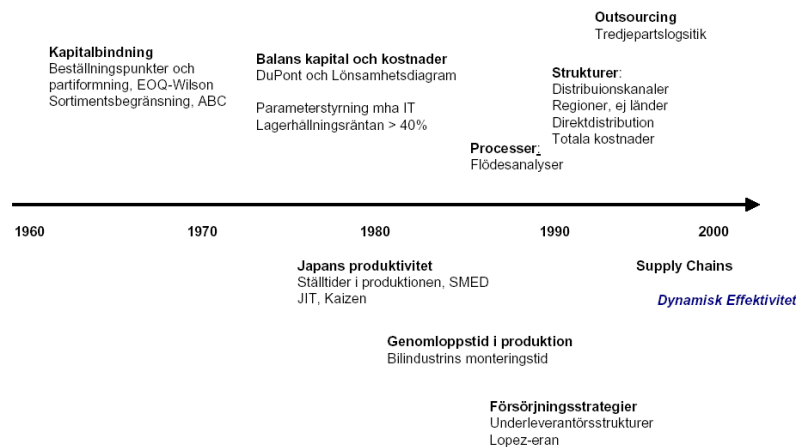 Outsourcing
Tredjepartslogsitik
Kapitalbindning
Beställningspunkter och
partiformning, EOQ-Wilson
Sortimentsbegränsning, ABC
Balans kapital och kostnader
DuPont och Lönsamhetsdiagram
Parameterstyrning mha IT
Lagerhållningsräntan > 40%
Strukturer:
Distribuionskanaler
Regioner, ej länder
Direktdistribution
Totala kostnader
Processer:
Flödesanalyser
1960 1970 1980 1990 2000
Japans produktivitet
Ställtider i produktionen, SMED
JIT, Kaizen
Supply Chains
Dynamisk Effektivitet
Genomloppstid i produktion
Bilindustrins monteringstid
Försörjningsstrategier
Underleverantörsstrukturer
Lopez-eran